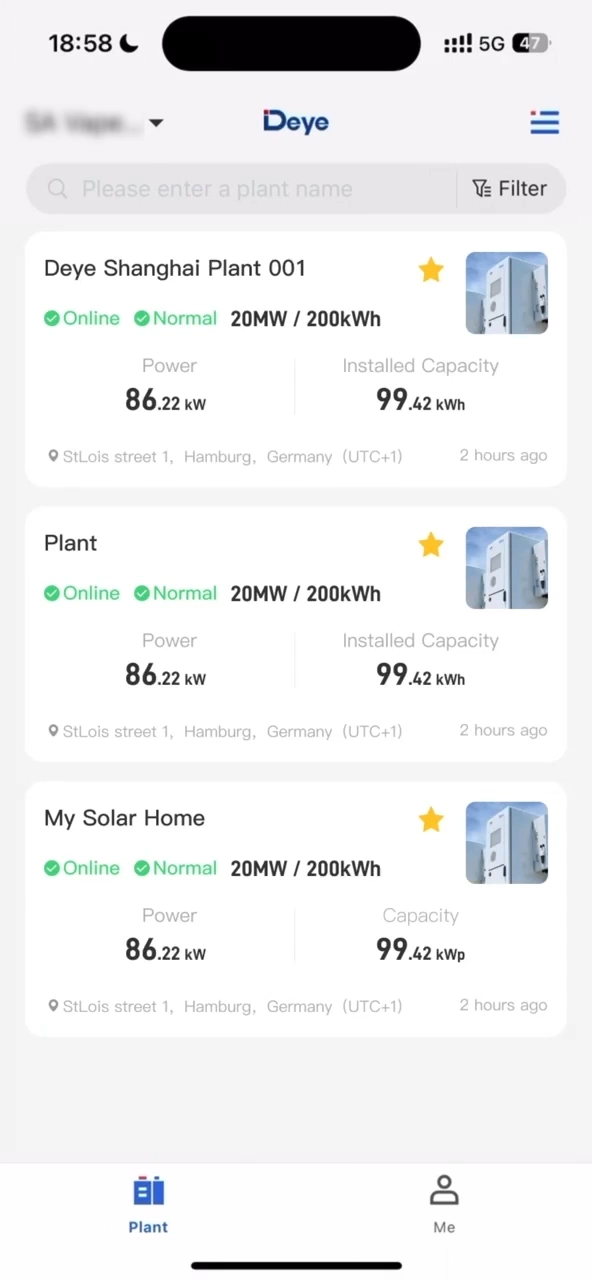 18:58 5G 47
Deye
Please enter a plant name Filter
Deye Shanghai Plant 001
Online Normal 20MW / 200kWh
Power Installed Capacity
86.22 kW 99.42 kWh
StLois street 1, Hamburg, Germany (UTC+1) 2 hours ago
Plant
Online Normal 20MW / 200kWh
Power Installed Capacity
86.22 kW 99.42 kWh
StLois street 1, Hamburg, Germany (UTC+1) 2 hours ago
My Solar Home
Online Normal 20MW / 200kWh
Power Capacity
86.22 kW 99.42 kWp
StLois street 1, Hamburg, Germany (UTC+1) 2 hours ago
Plant Me